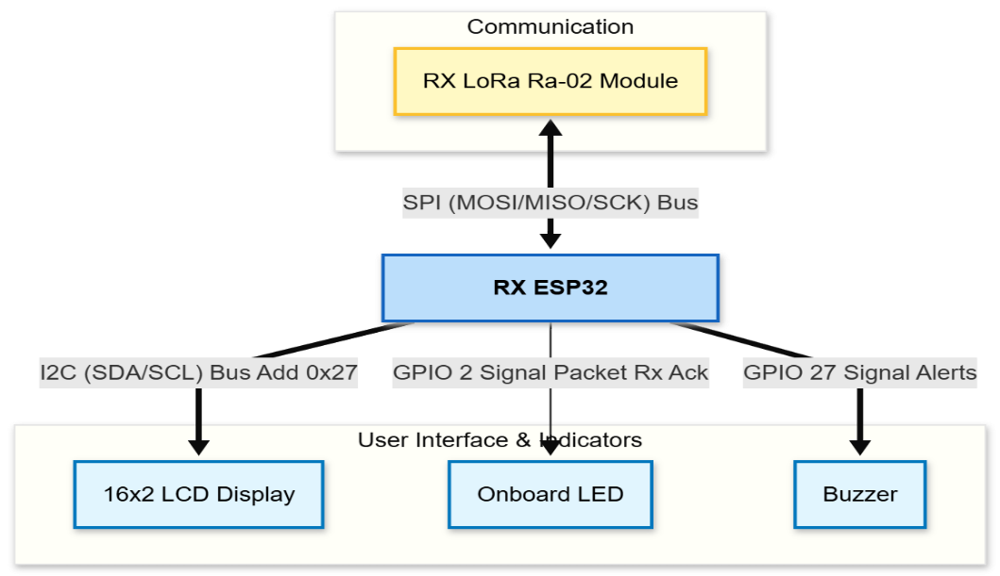 Communication
RX LoRa Ra-02 Module
SPI (MOSI/MISO/SCK) Bus
RX ESP32
I2C (SDA/SCL) Bus Add 0x27
GPIO 2 Signal Packet Rx Ack
GPIO 27 Signal Alerts
User Interface & Indicators
16x2 LCD Display
Onboard LED
Buzzer